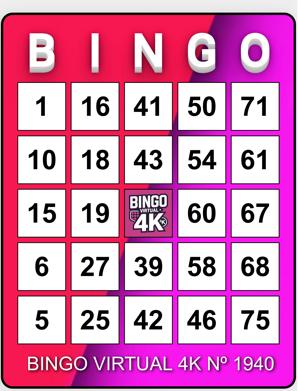 B I N G O
1 16 41 50 71
10 18 43 54 61
15 19 BINGO VIRTUAL 4K 60 67
6 27 39 58 68
5 25 42 46 75
BINGO VIRTUAL 4K Nº 1940